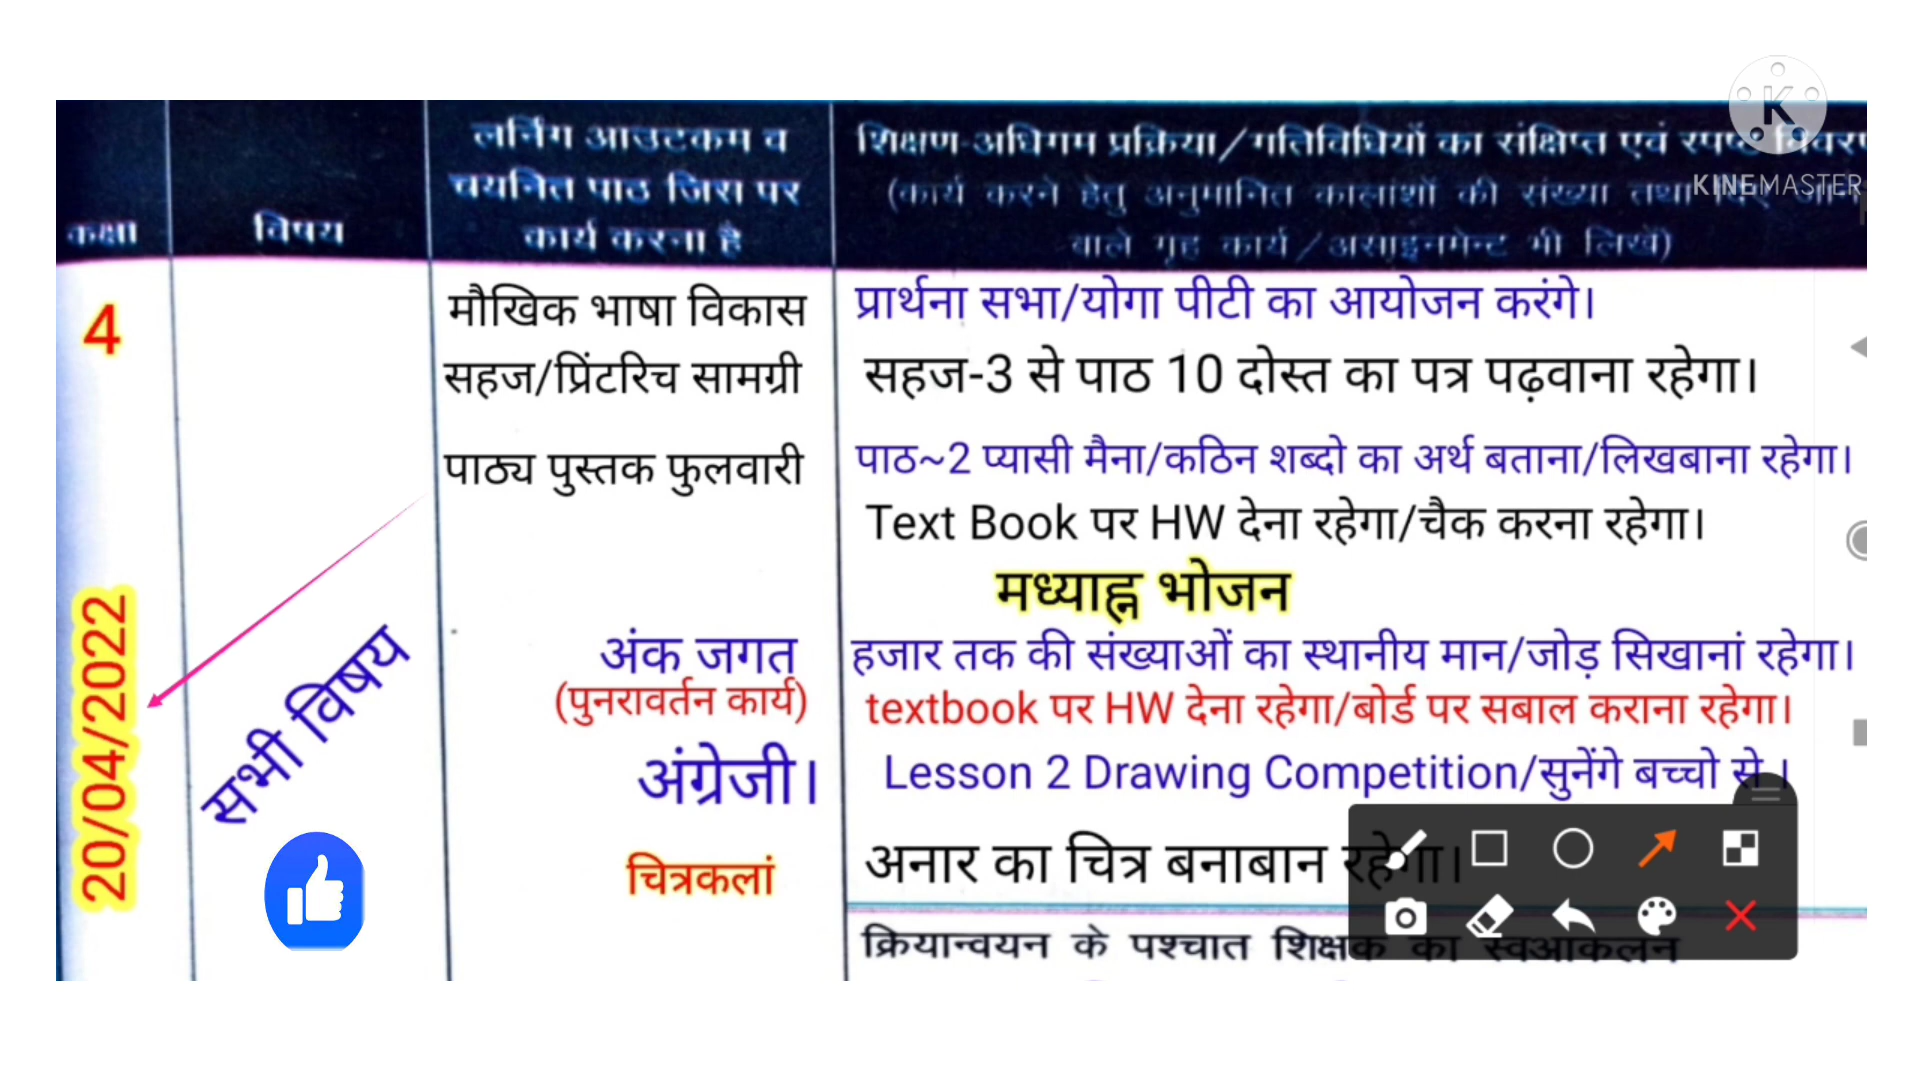 लर्निंग आउटकम व
चयनित पाठ जिस पर
कार्य करना है
शिक्षण-अधिगम प्रक्रिया/गतिविधियों का संक्षिप्त एवं स्पष्ट विवरण
(कार्य करने हेतु अनुमानित कालांशों की संख्या तथा
वाले गृह कार्य/असाइनमेन्ट भी लिखें)
KINEMASTER
कक्षा
विषय
4
मौखिक भाषा विकास
प्रार्थना सभा/योगा पीटी का आयोजन करंगे।
सहज/प्रिंटरिच सामग्री
सहज-3 से पाठ 10 दोस्त का पत्र पढ़वाना रहेगा।
पाठ्य पुस्तक फुलवारी
पाठ~2 प्यासी मैना/कठिन शब्दो का अर्थ बताना/लिखबाना रहेगा।
Text Book पर HW देना रहेगा/चैक करना रहेगा।
मध्याह्न भोजन
20/04/2022
सभी विषय
अंक जगत
हजार तक की संख्याओं का स्थानीय मान/जोड़ सिखानां रहेगा।
(पुनरावर्तन कार्य)
textbook पर HW देना रहेगा/बोर्ड पर सबाल कराना रहेगा।
अंग्रेजी।
Lesson 2 Drawing Competition/सुनेंगे बच्चो से।
चित्रकलां
अनार का चित्र बनाबान रहेगा।
क्रियान्वयन के पश्चात शिक्षक का स्वआकलन